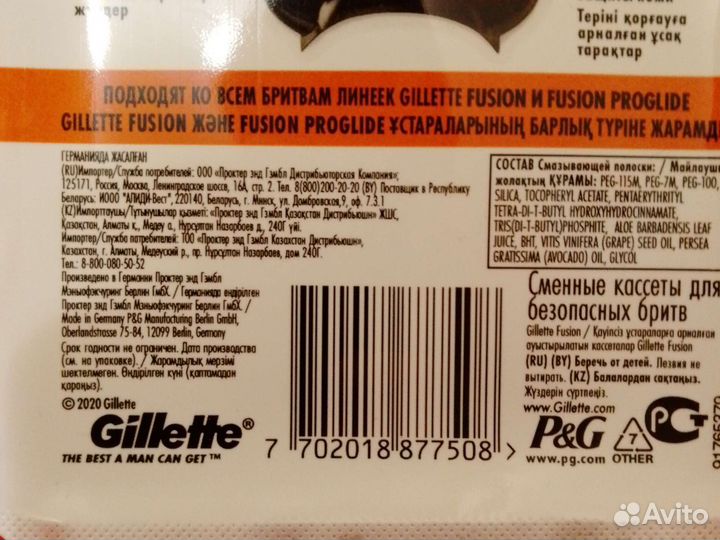 Теріні қорғауға
арналған ұсақ
тарақтар
ПОДХОДЯТ КО ВСЕМ БРИТВАМ ЛИНЕЕК GILLETTE FUSION И FUSION PROGLIDE
GILLETTE FUSION ЖӘНЕ FUSION PROGLIDE ҰСТАРАЛАРЫНЫҢ БАРЛЫҚ ТҮРІНЕ ЖАРАМД
ГЕРМАНИЯДА ЖАСАЛҒАН
(RU)Импортер/Служба потребителей: ООО «Проктер энд Гэмбл Дистрибьюторская Компания»;
125171, Россия, Москва, Ленинградское шоссе, 16А, стр. 2. Тел. 8(800)200-20-20 (BY) Поставщик в Республику
Беларусь: ИООО "АЛИДИ-Вест", 220140, Беларусь, г. Минск, ул. Домбровская,9, оф. 7.3.1
(KZ)Импорттаушы/Тұтынушылар қызметі: «Проктер энд Гэмбл Қазақстан Дистрибьюшн» ЖШС,
Қазақстан, Алматы қ., Медеу а., Нұрсұлтан Назарбаев д., 240Г үйі.
Импортер/Служба потребителей: ТОО «Проктер энд Гэмбл Казахстан Дистрибьюшн»,
Казахстан, г. Алматы, Медеуский р., пр. Нурсултан Назарбаев, дом 240Г.
Тел.: 8-800-080-50-52
Произведено в Германии Проктер энд Гэмбл
Мэньюфэкчуринг Берлин ГмбХ / Германияда өндірілген
Проктер энд Гэмбл Мэньюфэкчуринг Берлин ГмбХ /
Made in Germany P&G Manufacturing Berlin GmbH,
Oberlandstrasse 75-84, 12099 Berlin, Germany
Срок годности не ограничен. Дата производства
(см. на упаковке). / Жарамдылық мерзімі
шектелмеген. Өндірілген күні (қаптамадан
қараңыз).
© 2020 Gillette
Gillette®
THE BEST A MAN CAN GET™
7 702018 877508 >
СОСТАВ Смазывающей полоски: / Майлауш
жолақтың ҚҰРАМЫ: PEG-115M, PEG-7M, PEG-100,
SILICA, TOCOPHERYL ACETATE, PENTAERYTHRITYL
TETRA-DI-T-BUTYL HYDROXYHYDROCINNAMATE,
TRIS(DI-T-BUTYL)PHOSPHITE, ALOE BARBADENSIS LEAF
JUICE, BHT, VITIS VINIFERA (GRAPE) SEED OIL, PERSEA
GRATISSIMA (AVOCADO) OIL, GLYCOL
Сменные кассеты для
безопасных бритв
Gillette Fusion / Қауіпсіз ұстараларға арналған
ауыстырылатын кассеталар Gillette Fusion
(RU) (BY) Беречь от детей. Лезвия не
вытирать. (KZ) Балалардан сақтаңыз.
Жүздерін сүртпеңіз.
www.Gillette.com
P&G
www.pg.com
7
OTHER
РСТ
91765270
Avito